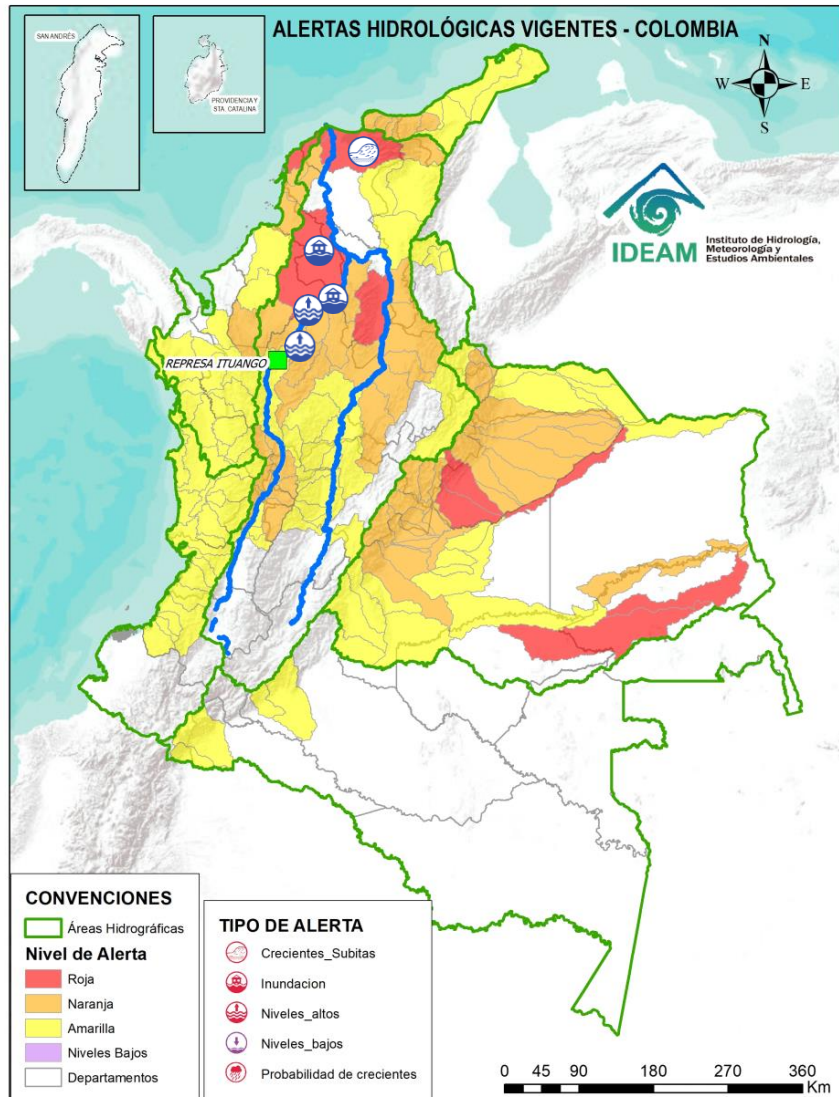 ALERTAS HIDROLÓGICAS VIGENTES - COLOMBIA
SAN ANDRÉS
PROVIDENCIA Y
STA. CATALINA
N
W
E
S
IDEAM
Instituto de Hidrología,
Meteorología y
Estudios Ambientales
REPRESA ITUANGO
CONVENCIONES
Áreas Hidrográficas
Nivel de Alerta
Roja
Naranja
Amarilla
Niveles Bajos
Departamentos
TIPO DE ALERTA
Crecientes_Subitas
Inundacion
Niveles_altos
Niveles_bajos
Probabilidad de crecientes
0 45 90 180 270 360
Km